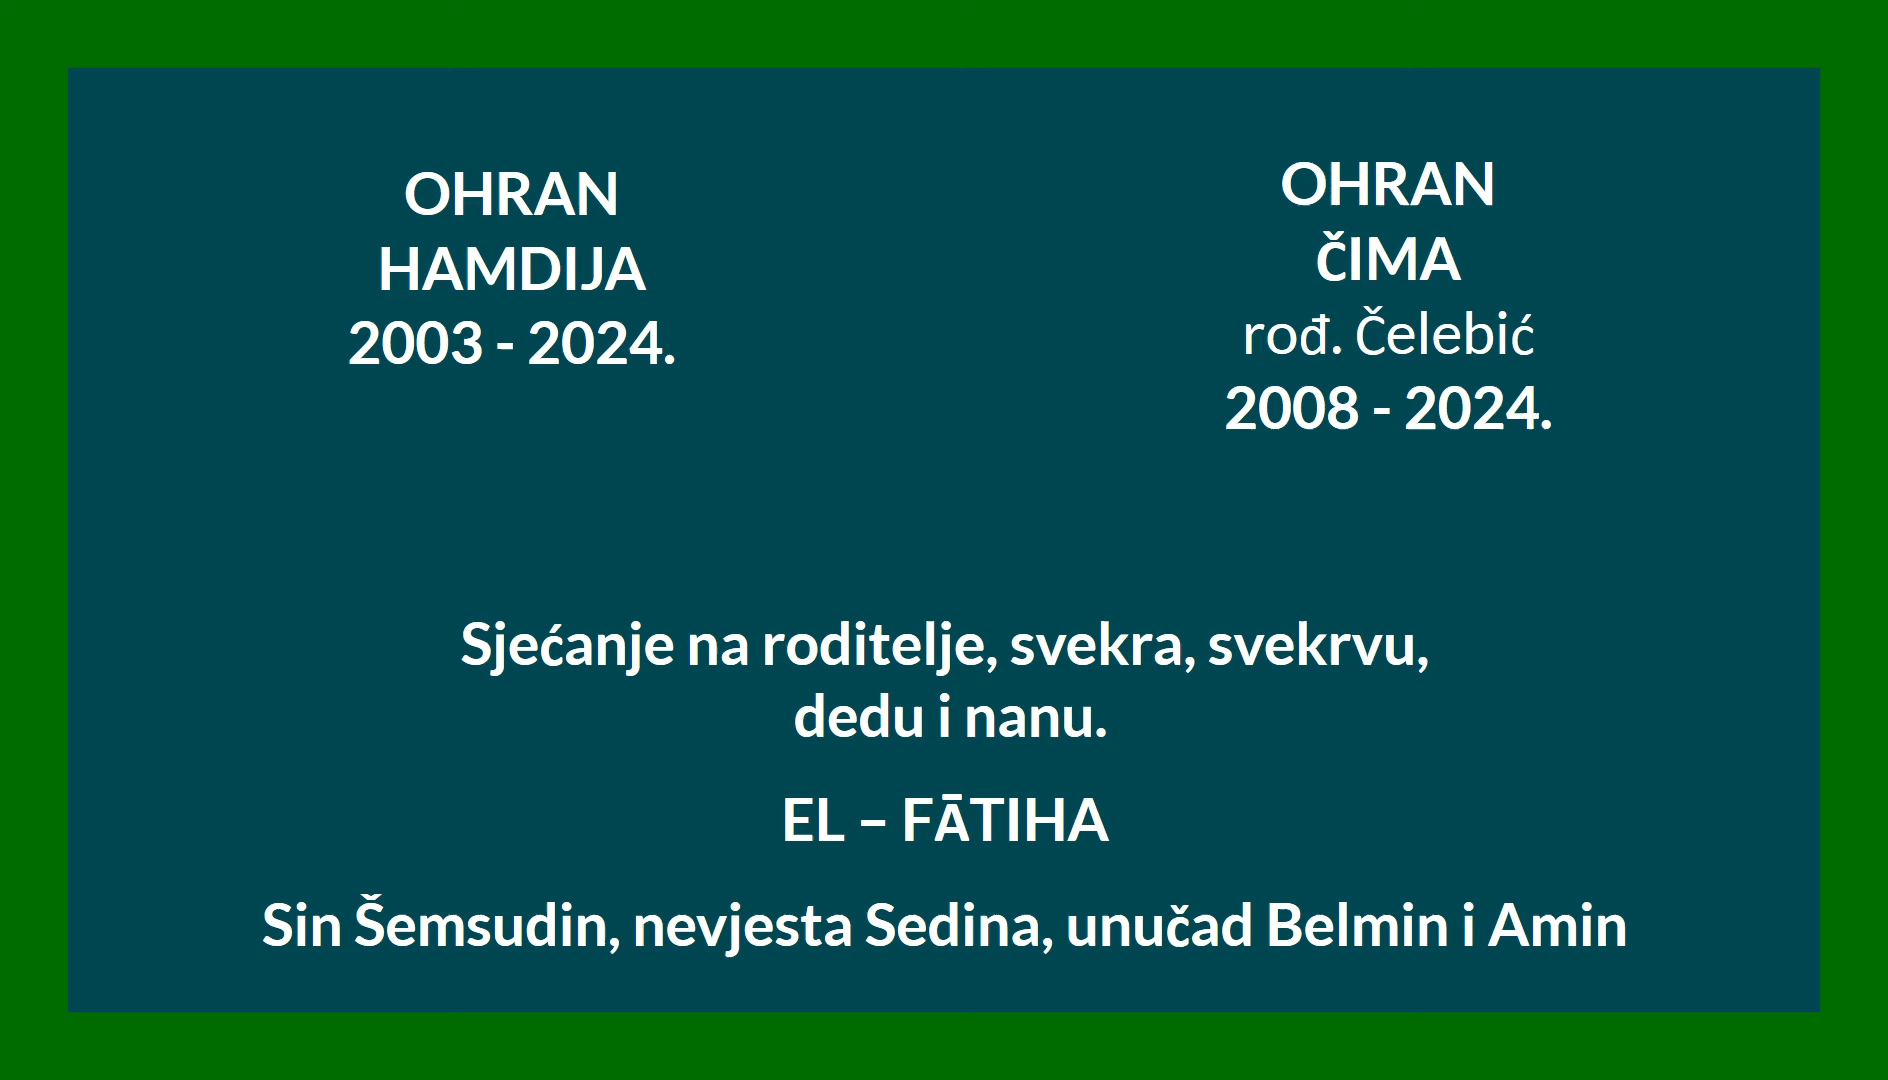 OHRAN
HAMDIJA
2003 - 2024.
OHRAN
ČIMA
rođ. Čelebić
2008 - 2024.
Sjećanje na roditelje, svekra, svekrvu,
dedu i nanu.
EL – FĀTIHA
Sin Šemsudin, nevjesta Sedina, unučad Belmin i Amin